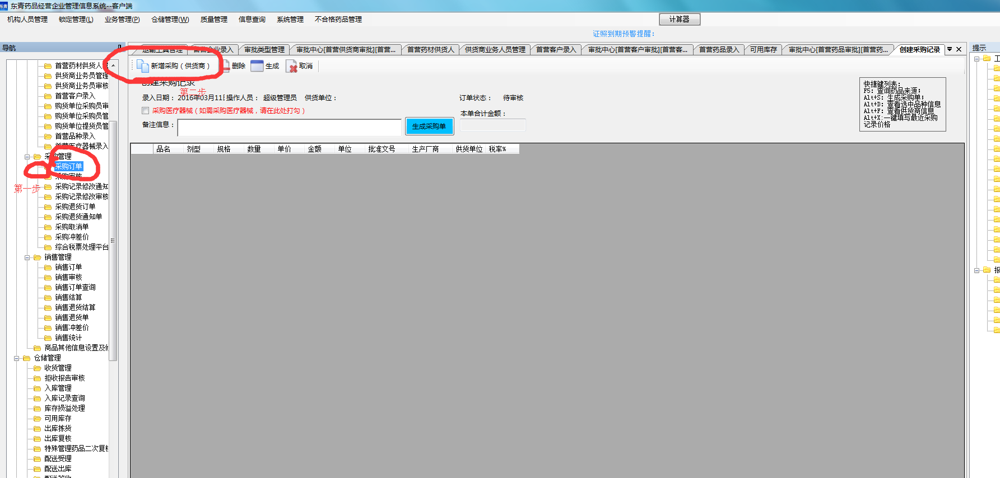 东青药品经营企业管理信息系统--客户端
机构人员管理 锁定管理(L) 业务管理(P) 仓储管理(W) 质量管理 信息查询 系统管理 不合格药品管理 计算器
证照到期预警提醒：
导航
运输工具管理 首营企业录入 审批类型管理 审批中心[首营供货商审批][首营... 首营药材供货人 供货商业务人员管理 首营客户录入 审批中心[首营客户审批][首营客... 首营药品录入 可用库存 审批中心[首营药品审批][首营药... 创建采购记录
提示
新增采购（供货商） 删除 生成 取消
创建采购记录
第二步
录入日期： 2016年03月11日 操作人员： 超级管理员 供货单位： 订单状态： 待审核
采购医疗器械（如需采购医疗器械，请在此处打勾）
本单合计金额：
备注信息： 生成采购单
快捷键列表：
F5：查询药品来源；
Alt+S：生成采购单；
Alt+D：查看选中品种信息
Alt+F：查看供货商信息
Alt+X:一键填写最近采购
记录价格
品名 剂型 规格 数量 单价 金额 单位 批准文号 生产厂商 供货单位 税率%
首营药材供货人
供货商业务员管理
供货商业务员审核
首营客户录入
购货单位采购员审
购货单位采购员管
购货单位提货员管
首营品种录入
首营医疗器械录入
采购管理
采购订单
采购审核
第一步
采购记录修改通知
采购记录修改审核
采购退货订单
采购退货通知单
采购取消单
采购冲差价
综合税票处理平台
销售管理
销售订单
销售审核
销售订单查询
销售结算
销售退货结算
销售退货单
销售冲差价
销售统计
商品其他信息设置及
仓储管理
收货管理
拒收报告审核
入库管理
入库记录查询
库存损溢处理
可用库存
出库拣货
出库复核
特殊管理药品二次复核
配送受理
配送出库